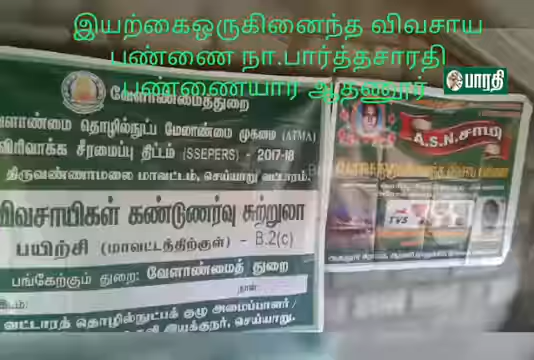 இயற்கைஒருகினைந்த விவசாய
பண்ணை நா.பார்த்தசாரதி
பண்ணையார் ஆதனூர்
பாரதி
வேளாண்மைத்துறை
வேளாண்மை தொழில்நுட்ப மேலாண்மை முகமை (ATMA)
விரிவாக்க சீரமைப்பு திட்டம் (SSEPERS) - 2017-18
திருவண்ணாமலை மாவட்டம், செய்யாறு வட்டாரம்.
விவசாயிகள் கண்டுணர்வு சுற்றுலா
பயிற்சி (மாவட்டத்திற்குள்) - B.2(c)
பங்கேற்கும் துறை: வேளாண்மைத் துறை
இடம்:
நாள்:
வட்டாரத் தொழில்நுட்பக் குழு அமைப்பாளர் /
இயக்குநர், செய்யாறு.
A.S.N.சாமி
TVS